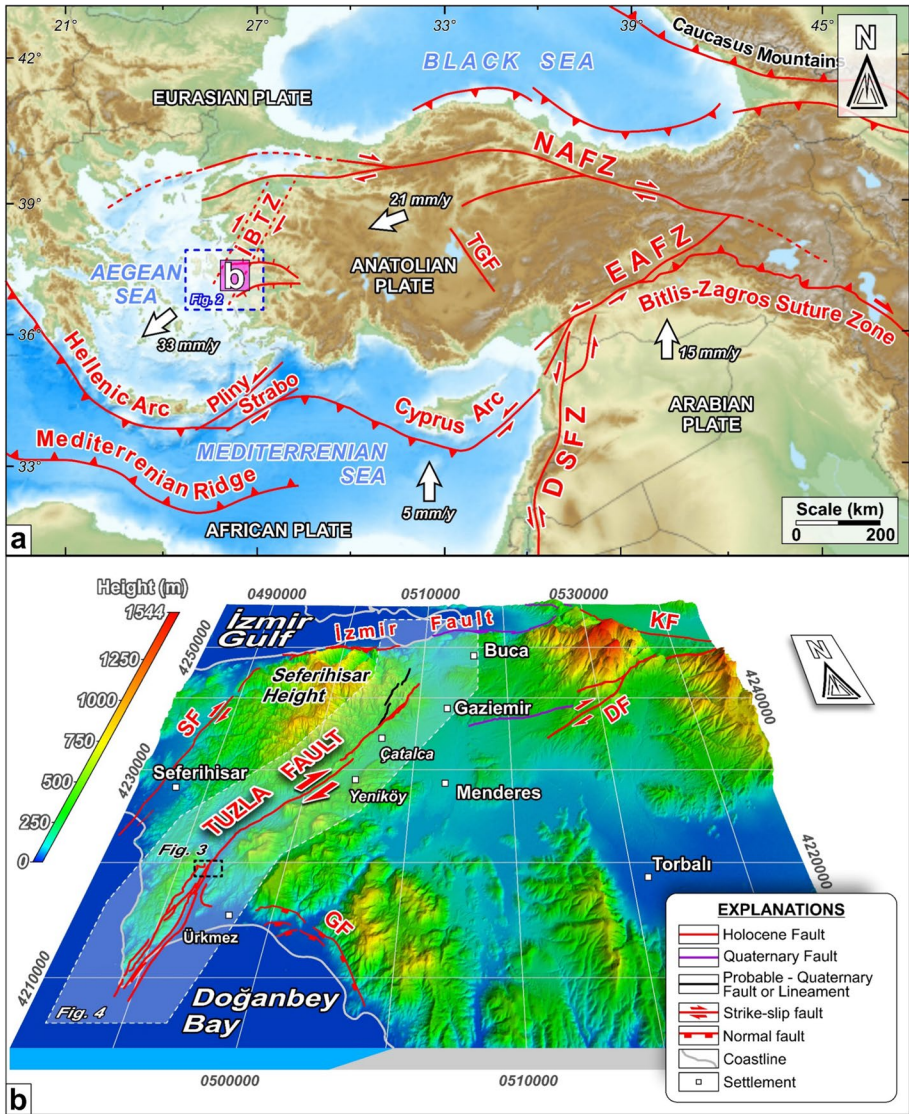 21° 27° 33° 39° 45°
42°
39°
36°
33°
N
Caucasus Mountains
BLACK SEA
EURASIAN PLATE
NAFZ
21 mm/y
IBTZ
TGF
EAFZ
ANATOLIAN
PLATE
AEGEAN
SEA
b
Fig. 2
33 mm/y
Bitlis-Zagros Suture Zone
15 mm/y
Hellenic Arc
Pliny
Strabo
Cyprus Arc
ARABIAN
PLATE
DSFZ
Mediterrenian Ridge
MEDITERRENIAN
SEA
5 mm/y
AFRICAN PLATE
Scale (km)
0 200
a
Height (m)
1544
1250
1000
750
500
250
0
0490000 0510000 0530000
4250000
4230000
4210000
4240000
4220000
0500000 0510000
N
İzmir
Gulf
İzmir Fault
KF
Buca
Seferihisar
Height
SF
Gaziemir
DF
TUZLA FAULT
Çatalca
Seferihisar
Yeniköy
Menderes
Fig. 3
Torbalı
Ürkmez
GF
Fig. 4
Doğanbey
Bay
EXPLANATIONS
Holocene Fault
Quaternary Fault
Probable - Quaternary
Fault or Lineament
Strike-slip fault
Normal fault
Coastline
Settlement
b